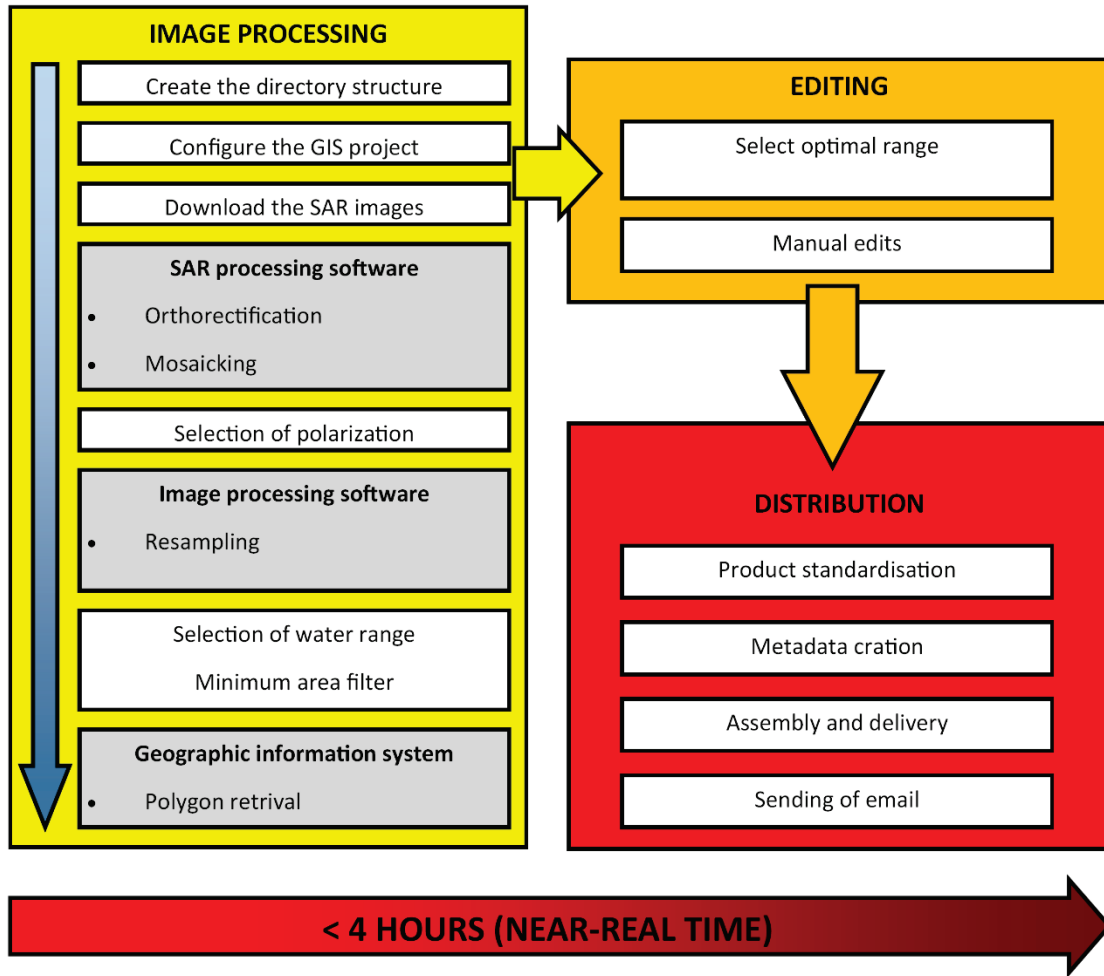 IMAGE PROCESSING
Create the directory structure
Configure the GIS project
Download the SAR images
SAR processing software
• Orthorectification
• Mosaicking
Selection of polarization
Image processing software
• Resampling
Selection of water range
Minimum area filter
Geographic information system
• Polygon retrival
EDITING
Select optimal range
Manual edits
DISTRIBUTION
Product standardisation
Metadata cration
Assembly and delivery
Sending of email
< 4 HOURS (NEAR-REAL TIME)